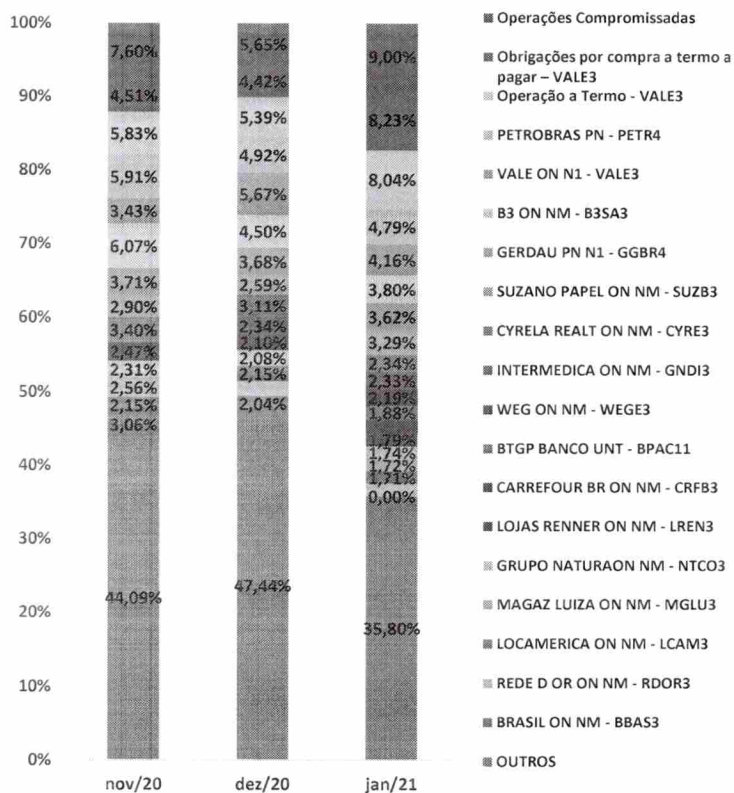 100%
90%
80%
70%
60%
50%
40%
30%
20%
10%
0%
7,60%
4,51%
5,83%
5,91%
3,43%
6,07%
3,71%
2,90%
3,40%
2,47%
2,31%
2,56%
2,15%
3,06%
44,09%
5,65%
4,42%
5,39%
4,92%
5,67%
4,50%
3,68%
2,59%
3,11%
2,34%
2,10%
2,08%
2,15%
2,04%
47,44%
9,00%
8,23%
8,04%
4,79%
4,16%
3,80%
3,62%
3,29%
2,34%
2,33%
2,19%
1,88%
1,79%
1,74%
1,72%
1,71%
0,00%
35,80%
nov/20
dez/20
jan/21
Operações Compromissadas
Obrigações por compra a termo a
pagar – VALE3
Operação a Termo - VALE3
PETROBRAS PN - PETR4
VALE ON N1 - VALE3
B3 ON NM - B3SA3
GERDAU PN N1 - GGBR4
SUZANO PAPEL ON NM - SUZB3
CYRELA REALT ON NM - CYRE3
INTERMEDICA ON NM - GNDI3
WEG ON NM - WEGE3
BTGP BANCO UNT - BPAC11
CARREFOUR BR ON NM - CRFB3
LOJAS RENNER ON NM - LREN3
GRUPO NATURAON NM - NTCO3
MAGAZ LUIZA ON NM - MGLU3
LOCAMERICA ON NM - LCAM3
REDE D OR ON NM - RDOR3
BRASIL ON NM - BBAS3
OUTROS